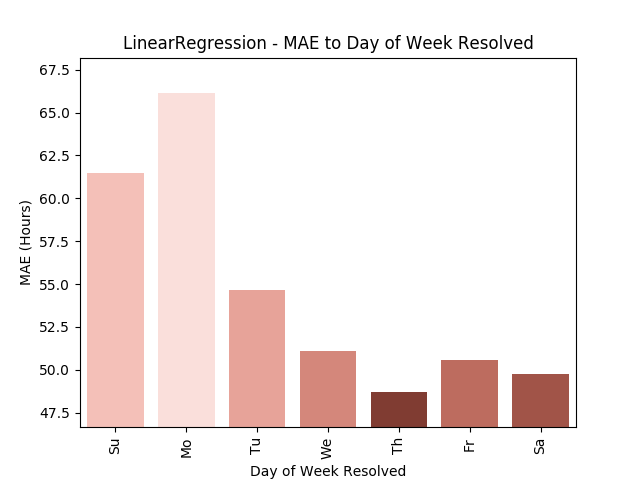 LinearRegression - MAE to Day of Week Resolved
67.5
65.0
62.5
60.0
57.5
55.0
52.5
50.0
47.5
MAE (Hours)
Su
Mo
Tu
We
Th
Fr
Sa
Day of Week Resolved